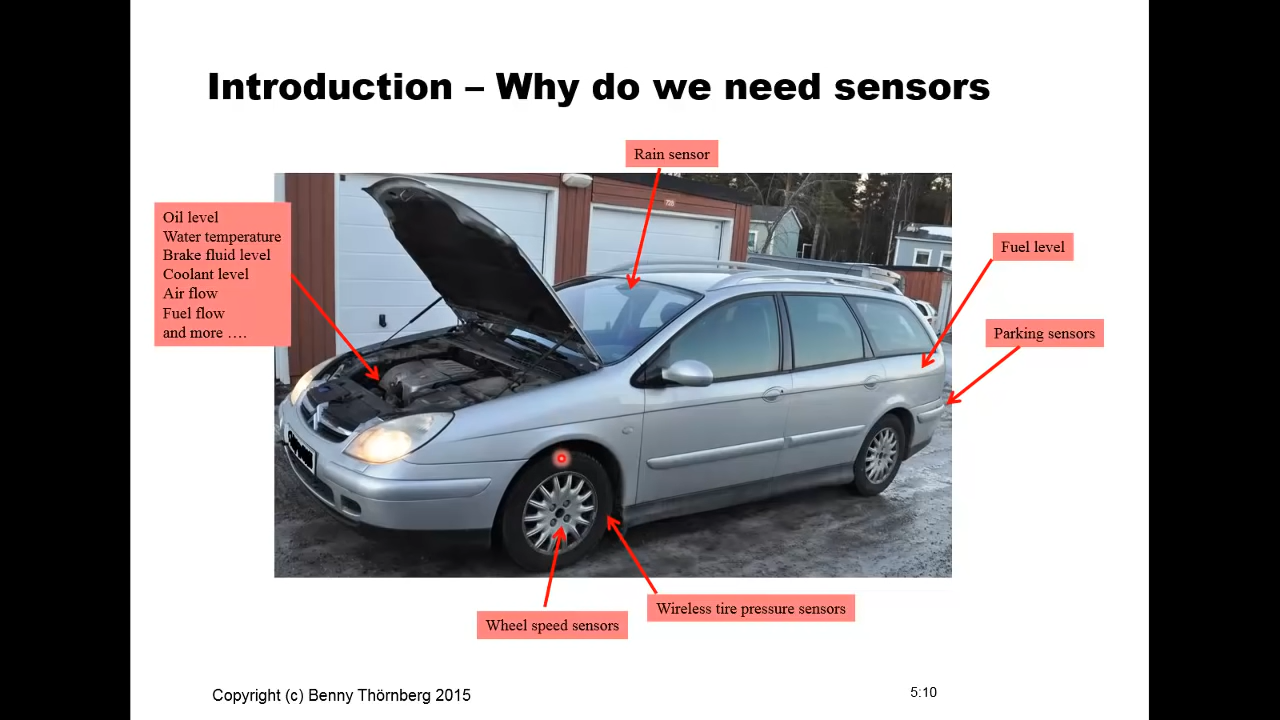 Introduction – Why do we need sensors
Rain sensor
Oil level
Water temperature
Brake fluid level
Coolant level
Air flow
Fuel flow
and more ….
Fuel level
Parking sensors
Wireless tire pressure sensors
Wheel speed sensors
Copyright (c) Benny Thörnberg 2015
5:10